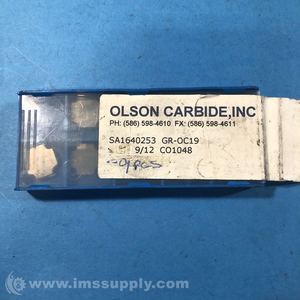 OLSON CARBIDE,INC
PH: (586) 598-4610 FX: (586) 598-4611
SA1640253 GR-OC19
9/12 CO1048
www.imssupply.com